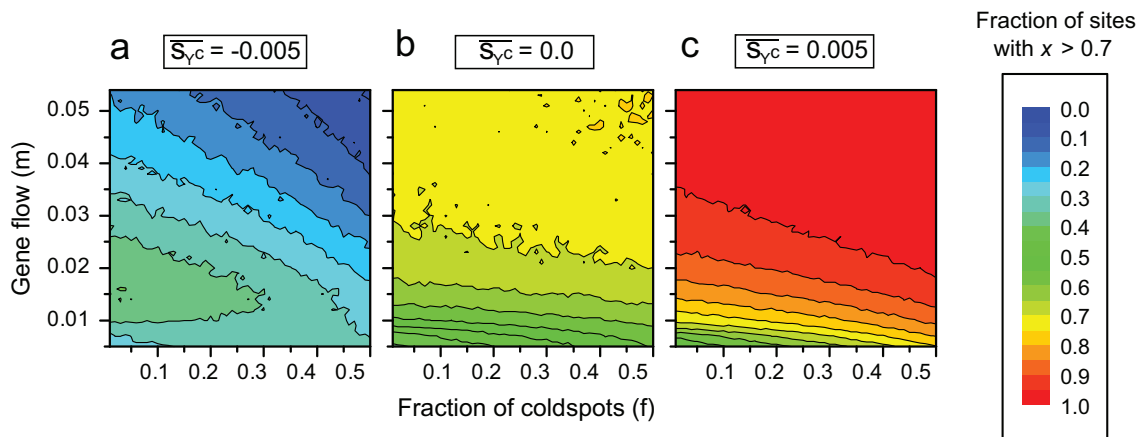 a
s̅_Y^C = -0.005
b
s̅_Y^C = 0.0
c
s̅_Y^C = 0.005
Fraction of sites
with x > 0.7
Gene flow (m)
0.05
0.04
0.03
0.02
0.01
0.1 0.2 0.3 0.4 0.5
0.1 0.2 0.3 0.4 0.5
0.1 0.2 0.3 0.4 0.5
Fraction of coldspots (f)
0.0
0.1
0.2
0.3
0.4
0.5
0.6
0.7
0.8
0.9
1.0